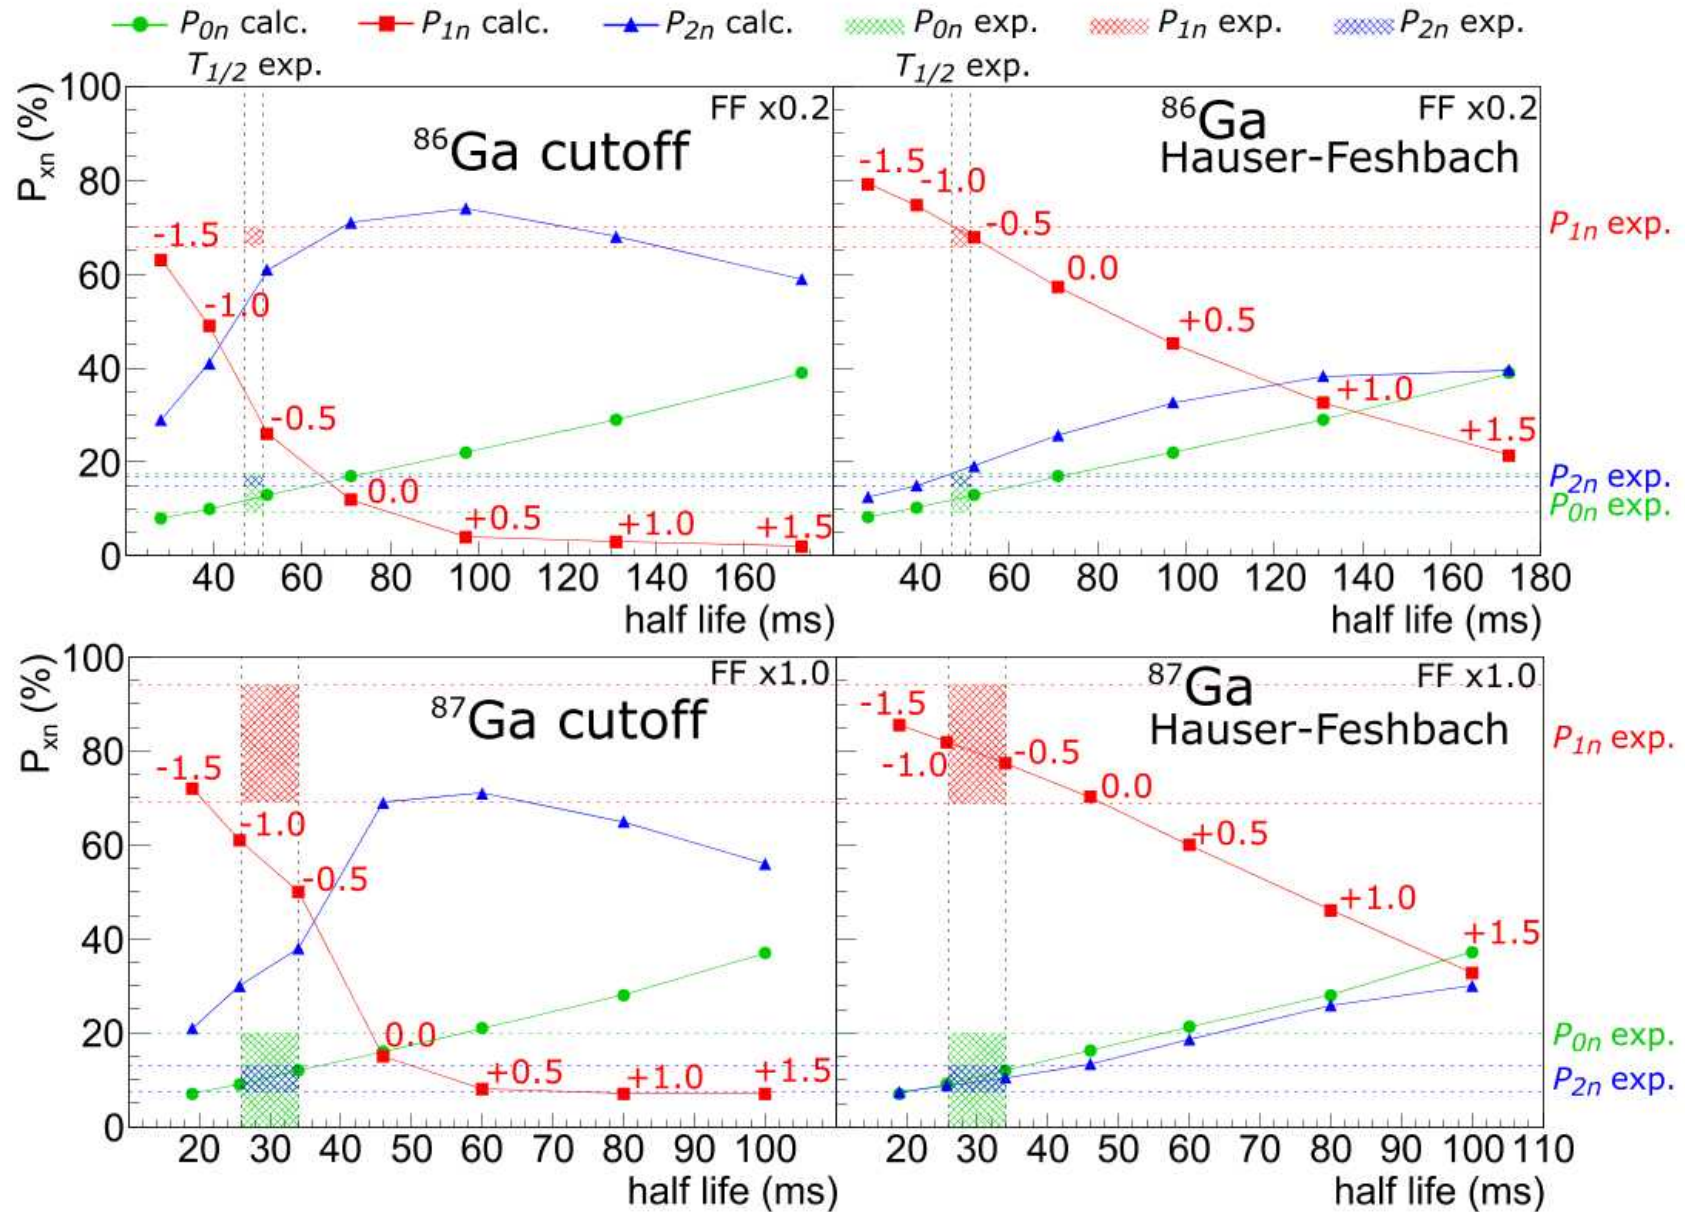 P0n calc. P1n calc. P2n calc. P0n exp. P1n exp. P2n exp.
T1/2 exp. T1/2 exp.
Pxn (%)
100
80
60
40
20
0
FF x0.2
86Ga cutoff
-1.5
-1.0
-0.5
0.0
+0.5
+1.0
+1.5
40 60 80 100 120 140 160
half life (ms)
FF x0.2
86Ga
Hauser-Feshbach
-1.5
-1.0
-0.5
0.0
+0.5
+1.0
+1.5
P1n exp.
P2n exp.
P0n exp.
40 60 80 100 120 140 160 180
half life (ms)
Pxn (%)
100
80
60
40
20
0
FF x1.0
87Ga cutoff
-1.5
-1.0
-0.5
0.0
+0.5
+1.0
+1.5
20 30 40 50 60 70 80 90 100
half life (ms)
FF x1.0
87Ga
Hauser-Feshbach
-1.5
-1.0
-0.5
0.0
+0.5
+1.0
+1.5
P1n exp.
P0n exp.
P2n exp.
20 30 40 50 60 70 80 90 100 110
half life (ms)